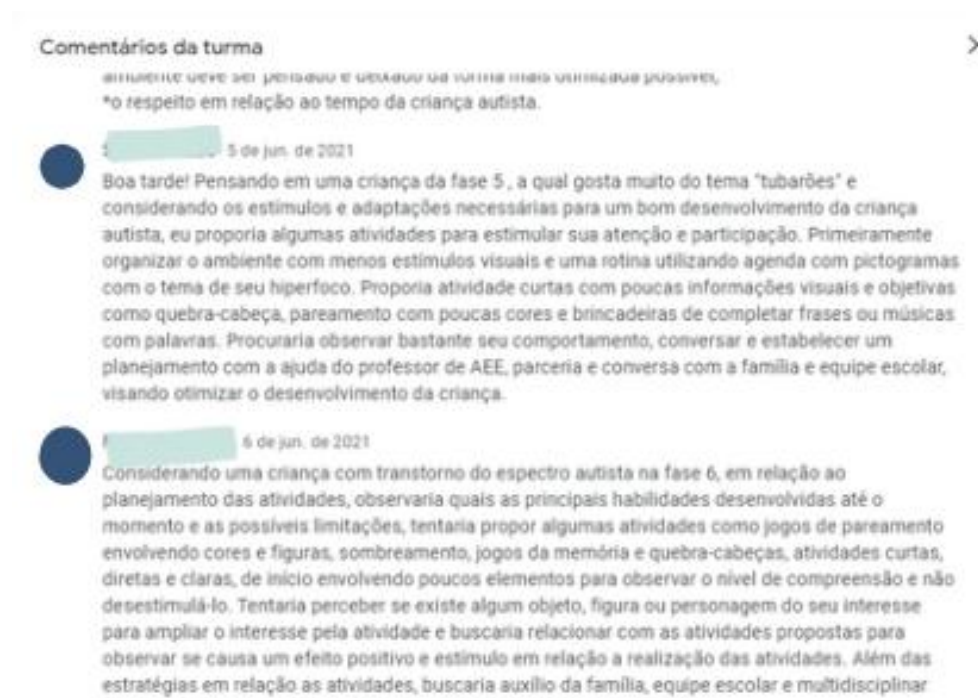 Comentários da turma
ambiente deve ser pensado e deixado da forma mais otimizada possível,
*o respeito em relação ao tempo da criança autista.
5 de jun. de 2021
Boa tarde! Pensando em uma criança da fase 5 , a qual gosta muito do tema "tubarões" e
considerando os estímulos e adaptações necessárias para um bom desenvolvimento da criança
autista, eu proporia algumas atividades para estimular sua atenção e participação. Primeiramente
organizar o ambiente com menos estímulos visuais e uma rotina utilizando agenda com pictogramas
com o tema de seu hiperfoco. Proporia atividade curtas com poucas informações visuais e objetivas
como quebra-cabeça, pareamento com poucas cores e brincadeiras de completar frases ou músicas
com palavras. Procuraria observar bastante seu comportamento, conversar e estabelecer um
planejamento com a ajuda do professor de AEE, parceria e conversa com a família e equipe escolar,
visando otimizar o desenvolvimento da criança.
6 de jun. de 2021
Considerando uma criança com transtorno do espectro autista na fase 6, em relação ao
planejamento das atividades, observaria quais as principais habilidades desenvolvidas até o
momento e as possíveis limitações, tentaria propor algumas atividades como jogos de pareamento
envolvendo cores e figuras, sombreamento, jogos da memória e quebra-cabeças, atividades curtas,
diretas e claras, de início envolvendo poucos elementos para observar o nível de compreensão e não
desestimulá-lo. Tentaria perceber se existe algum objeto, figura ou personagem do seu interesse
para ampliar o interesse pela atividade e buscaria relacionar com as atividades propostas para
observar se causa um efeito positivo e estímulo em relação a realização das atividades. Além das
estratégias em relação as atividades, buscaria auxílio da família, equipe escolar e multidisciplinar